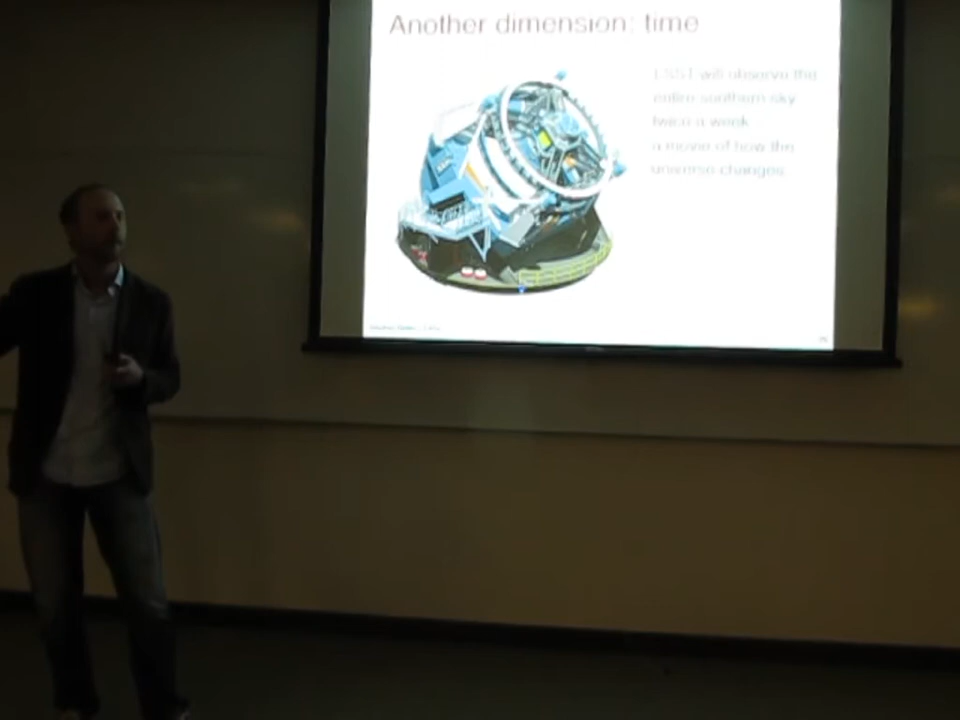 Another dimension: time
LSST will observe the
entire southern sky
twice a week
a movie of how the
universe changes.